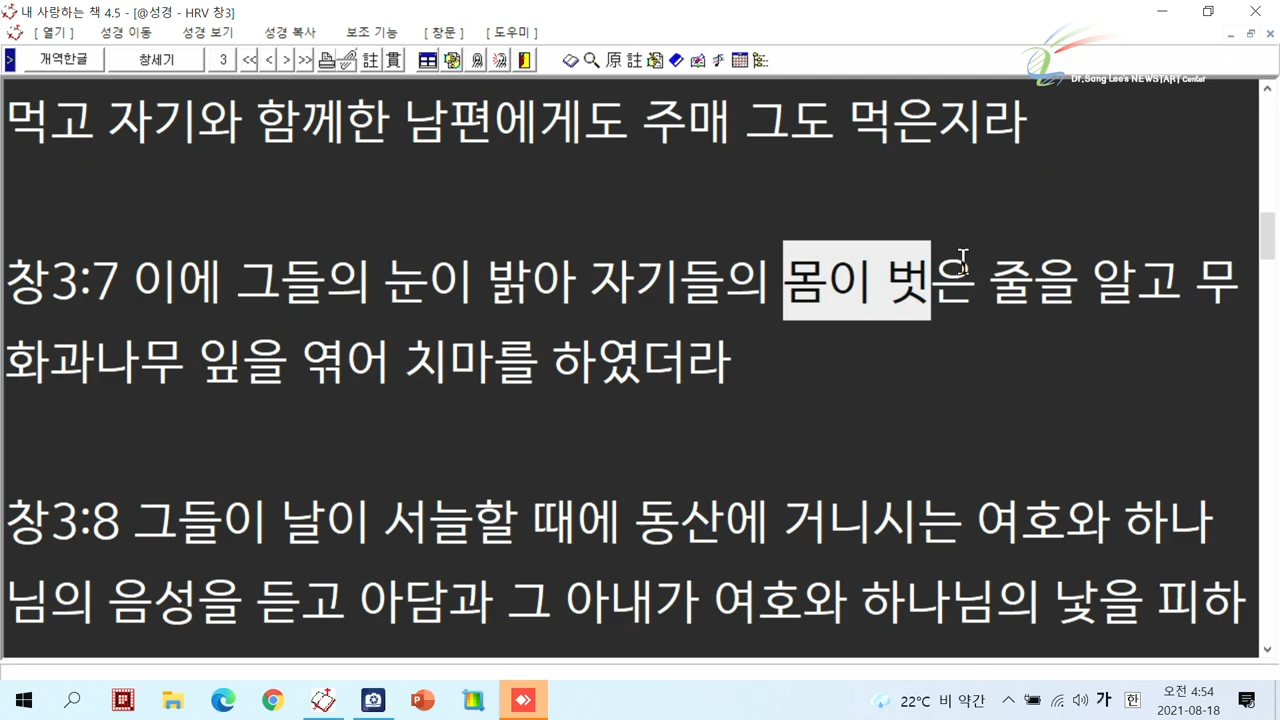 내 사랑하는 책 4.5 - [@성경 - HRV 창3]
[ 열기 ] 성경 이동 성경 보기 성경 복사 보조 기능 [ 창문 ] [ 도우미 ]
> 개역한글 창세기 3 << < > >> 註 貫 原 註
Dr.Sang Lee's NEWSTART Center
먹고 자기와 함께한 남편에게도 주매 그도 먹은지라
창3:7 이에 그들의 눈이 밝아 자기들의 몸이 벗은 줄을 알고 무
화과나무 잎을 엮어 치마를 하였더라
창3:8 그들이 날이 서늘할 때에 동산에 거니시는 여호와 하나
님의 음성을 듣고 아담과 그 아내가 여호와 하나님의 낯을 피하
22°C 비 약간 가 한 오전 4:54
2021-08-18